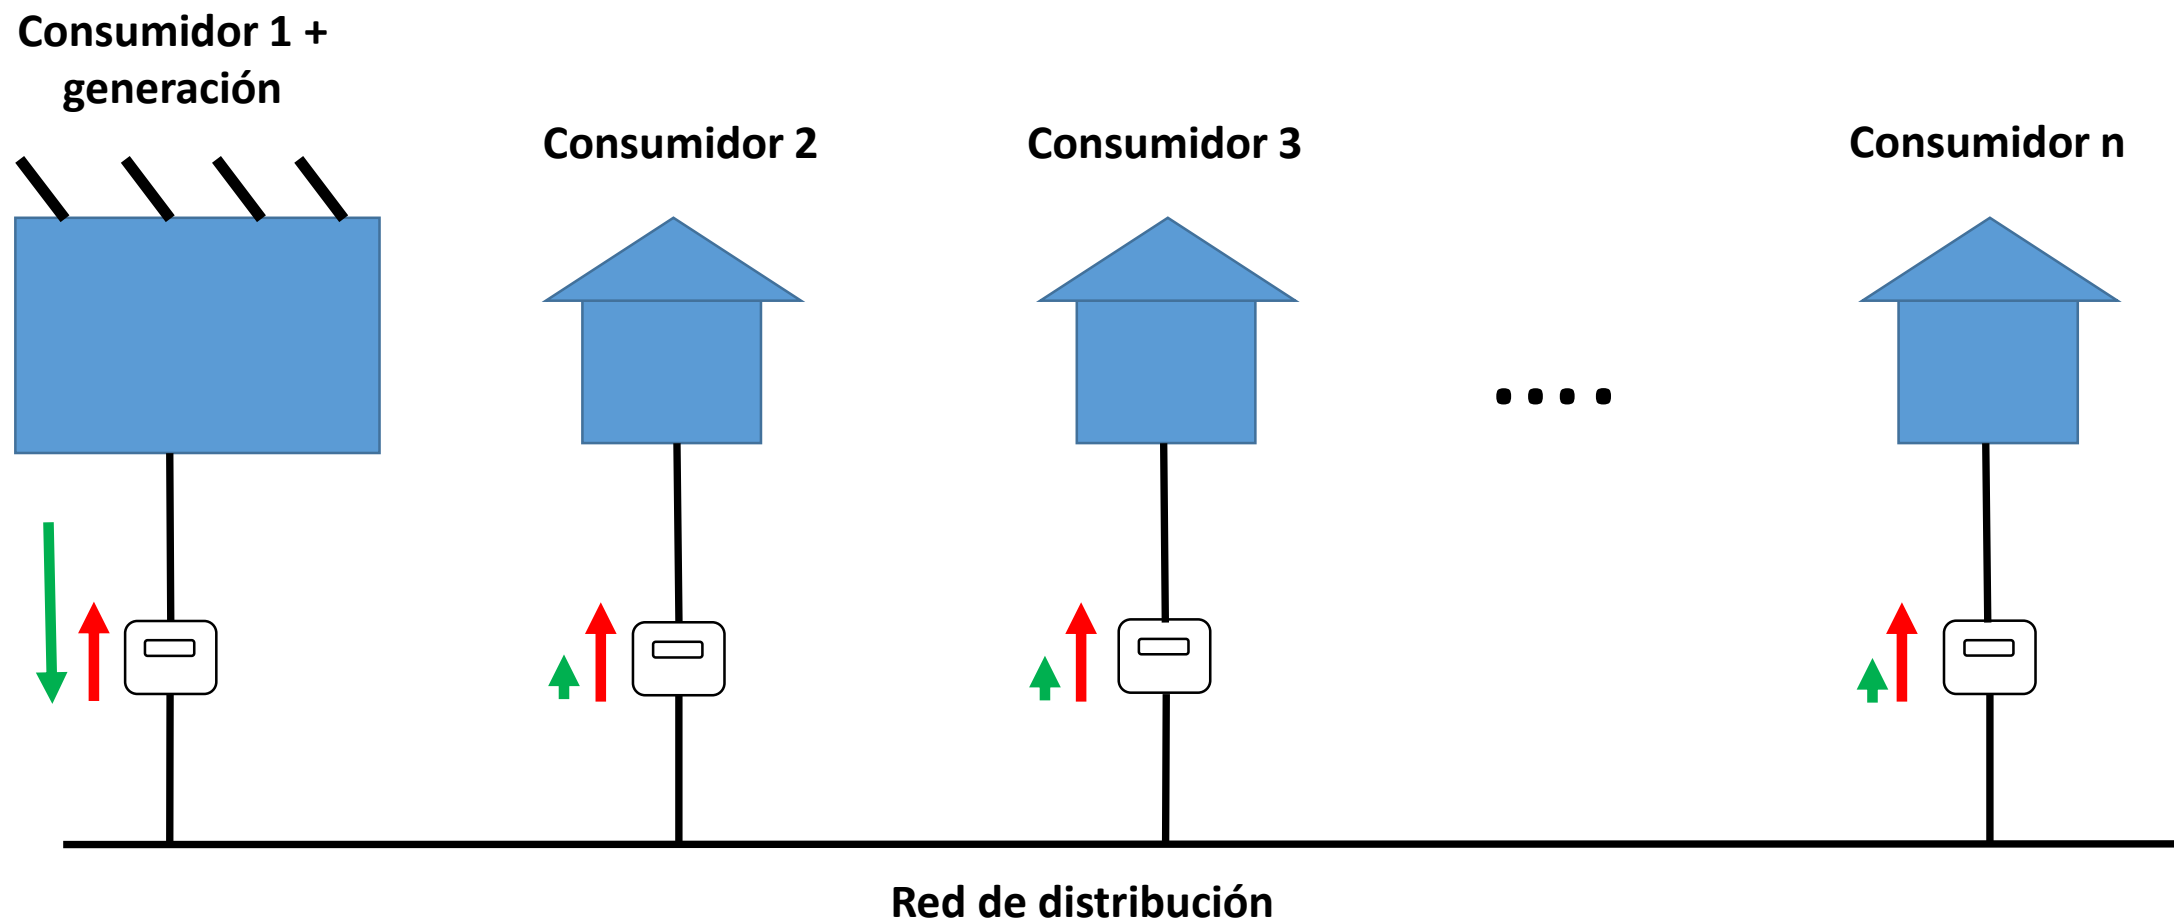 Consumidor 1 +
generación
Consumidor 2
Consumidor 3
Consumidor n
....
Red de distribución